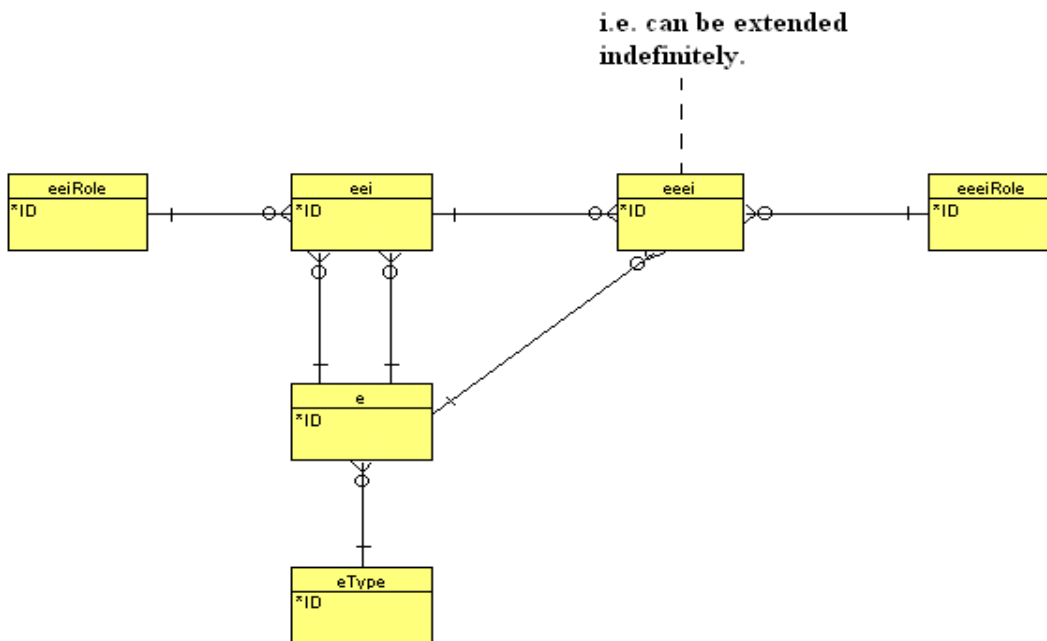 i.e. can be extended
indefinitely.
eeiRole
*ID
eei
*ID
eeei
*ID
eeeiRole
*ID
e
*ID
eType
*ID